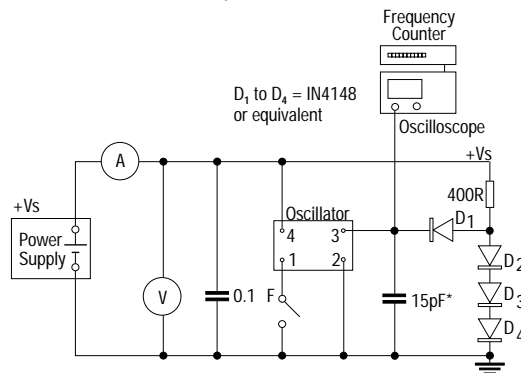 Frequency
Counter
D₁ to D₄ = IN4148
or equivalent
Oscilloscope
A
+Vs
400R
+Vs
Oscillator
D1
Power
Supply
4
3
1
2
D2
V
0.1
F
15pF*
D3
D4